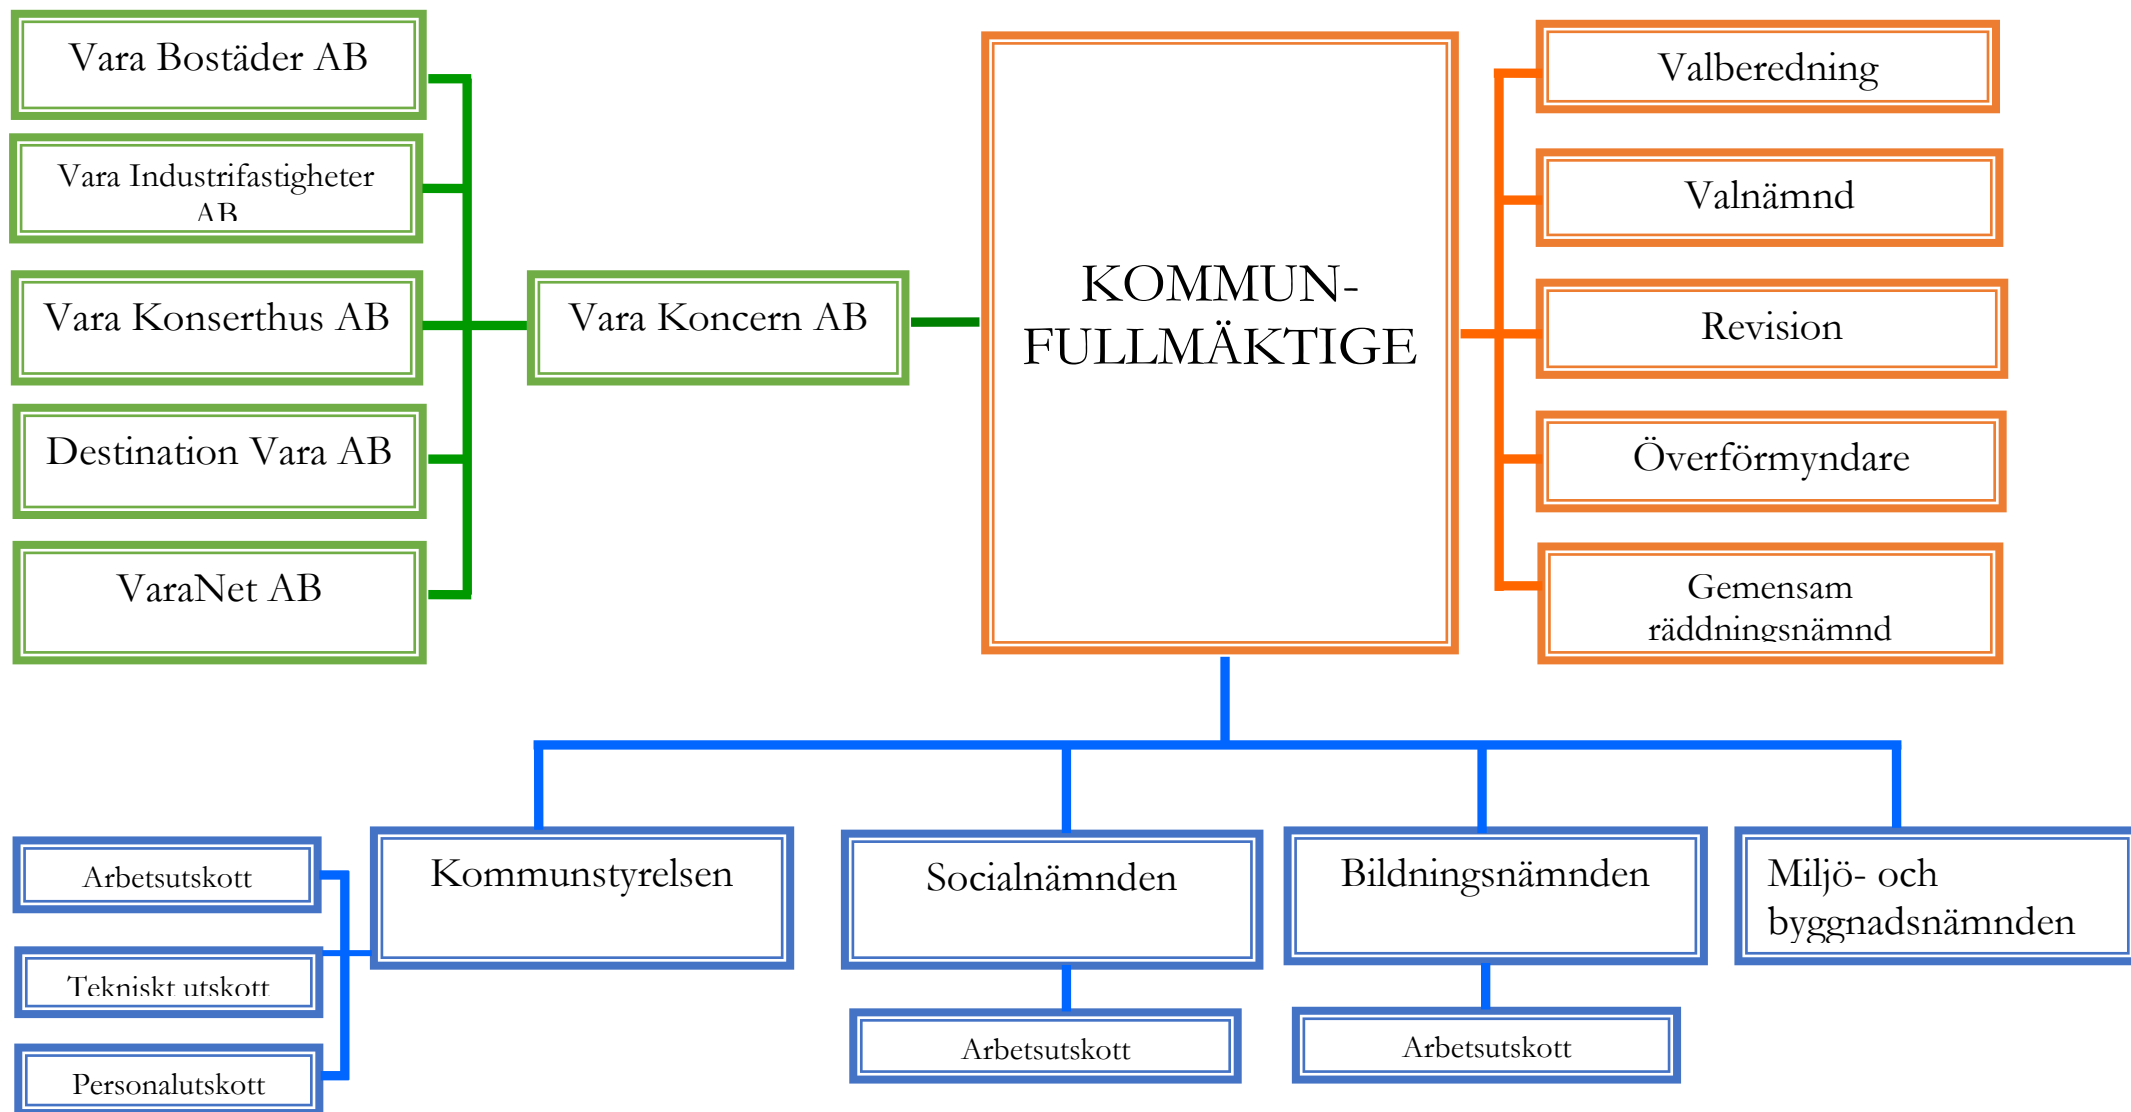 Vara Bostäder AB
Vara Industrifastigheter
AB
Vara Konserthus AB
Destination Vara AB
VaraNet AB
Vara Koncern AB
KOMMUN-
FULLMÄKTIGE
Valberedning
Valnämnd
Revision
Överförmyndare
Gemensam
räddningsnämnd
Kommunstyrelsen
Arbetsutskott
Tekniskt utskott
Personalutskott
Socialnämnden
Arbetsutskott
Bildningsnämnden
Arbetsutskott
Miljö- och
byggnadsnämnden